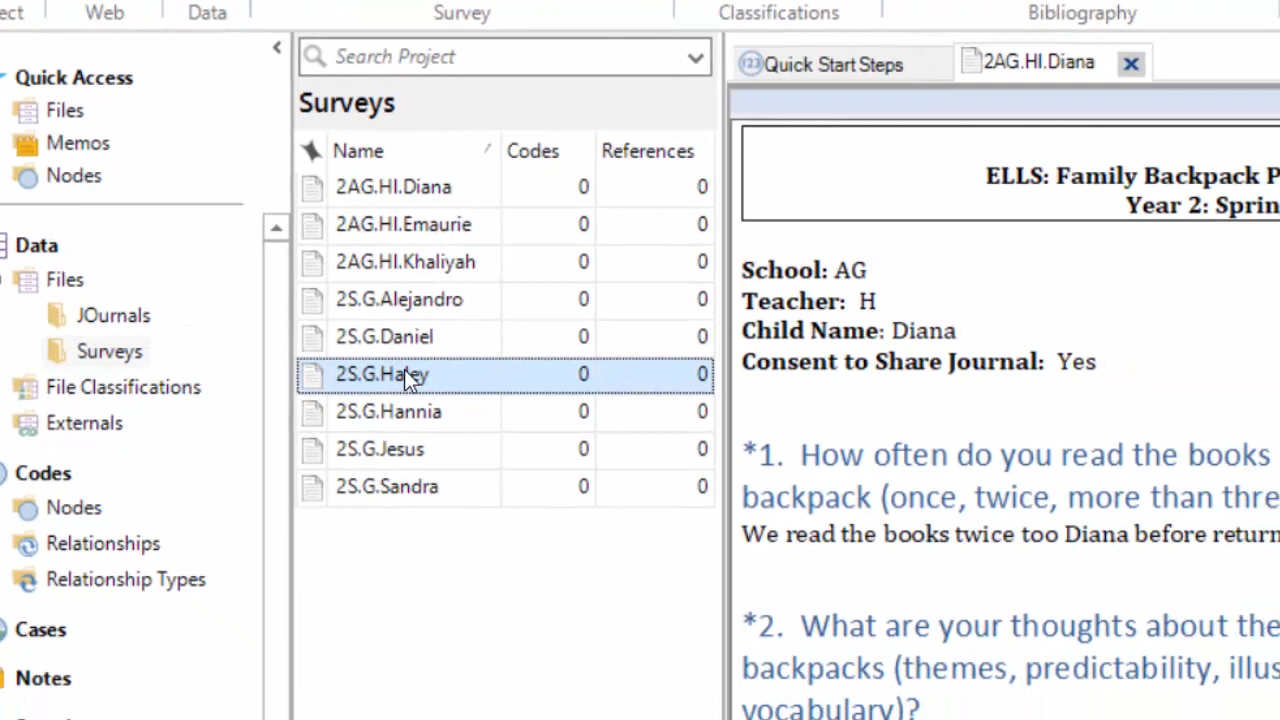 ect Web Data Survey Classifications Bibliography
Quick Access
Files
Memos
Nodes
Data
Files
JOurnals
Surveys
File Classifications
Externals
Codes
Nodes
Relationships
Relationship Types
Cases
Notes
Search Project
Surveys
Name Codes References
2AG.HI.Diana 0 0
2AG.HI.Emaurie 0 0
2AG.HI.Khaliyah 0 0
2S.G.Alejandro 0 0
2S.G.Daniel 0 0
2S.G.Haley 0 0
2S.G.Hannia 0 0
2S.G.Jesus 0 0
2S.G.Sandra 0 0
123 Quick Start Steps 2AG.HI.Diana
ELLS: Family Backpack P
Year 2: Sprin
School: AG
Teacher: H
Child Name: Diana
Consent to Share Journal: Yes
*1. How often do you read the books
backpack (once, twice, more than thre
We read the books twice too Diana before return
*2. What are your thoughts about the
backpacks (themes, predictability, illus
vocabulary)?